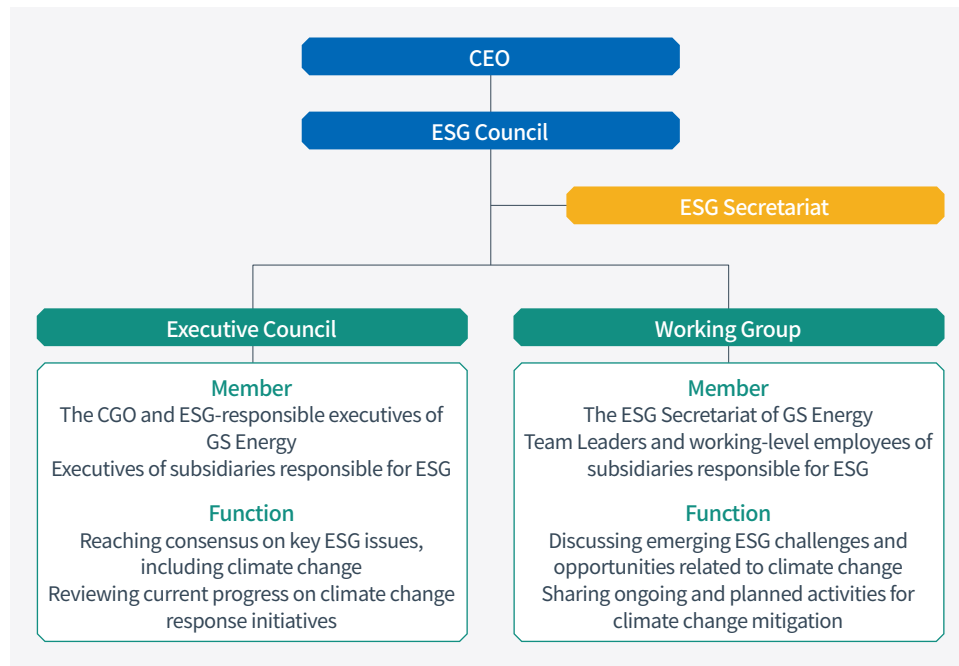 CEO
ESG Council
ESG Secretariat
Executive Council
Member
The CGO and ESG-responsible executives of
GS Energy
Executives of subsidiaries responsible for ESG
Function
Reaching consensus on key ESG issues,
including climate change
Reviewing current progress on climate change
response initiatives
Working Group
Member
The ESG Secretariat of GS Energy
Team Leaders and working-level employees of
subsidiaries responsible for ESG
Function
Discussing emerging ESG challenges and
opportunities related to climate change
Sharing ongoing and planned activities for
climate change mitigation